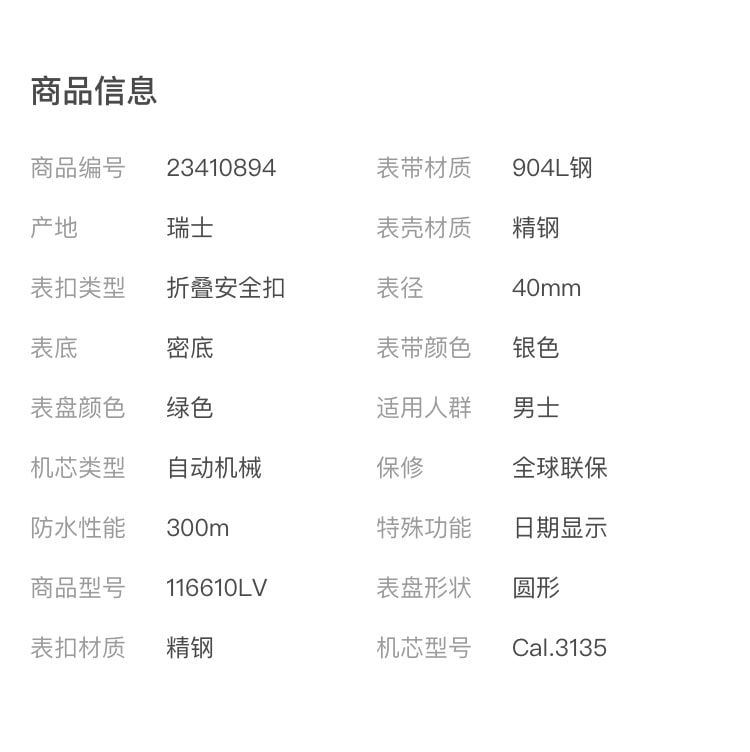 商品信息
商品编号 23410894 表带材质 904L钢
产地 瑞士 表壳材质 精钢
表扣类型 折叠安全扣 表径 40mm
表底 密底 表带颜色 银色
表盘颜色 绿色 适用人群 男士
机芯类型 自动机械 保修 全球联保
防水性能 300m 特殊功能 日期显示
商品型号 116610LV 表盘形状 圆形
表扣材质 精钢 机芯型号 Cal.3135